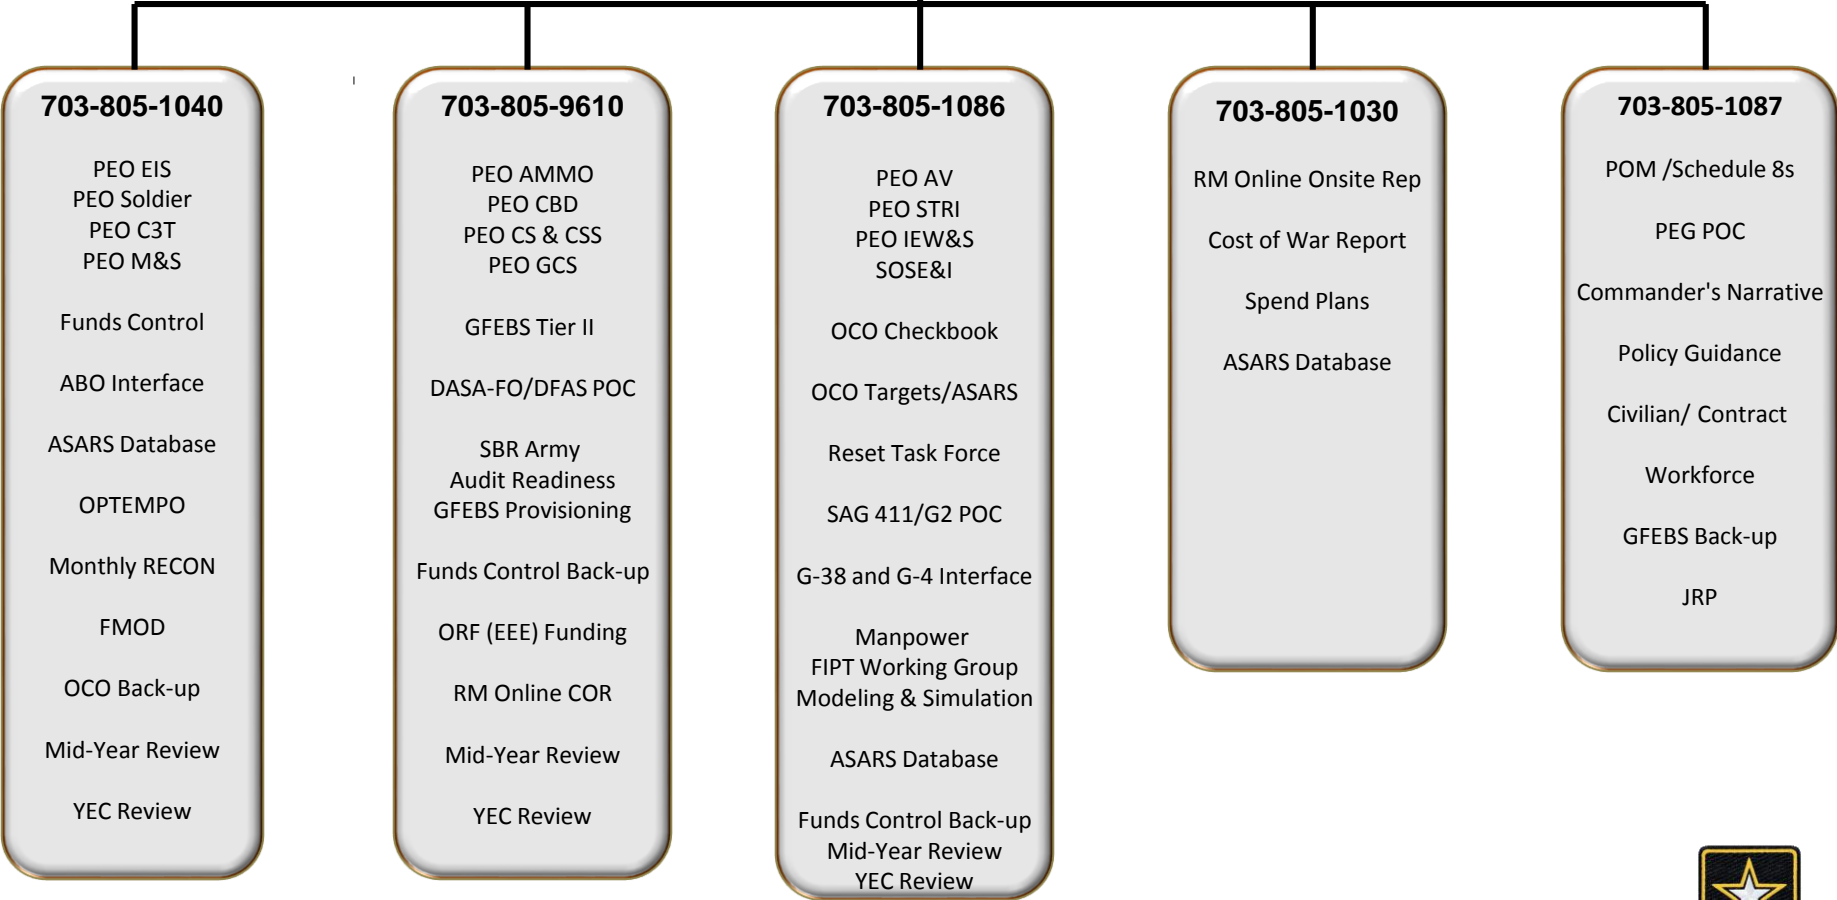 703-805-1040
PEO EIS
PEO Soldier
PEO C3T
PEO M&S
Funds Control
ABO Interface
ASARS Database
OPTEMPO
Monthly RECON
FMOD
OCO Back-up
Mid-Year Review
YEC Review
703-805-9610
PEO AMMO
PEO CBD
PEO CS & CSS
PEO GCS
GFEBS Tier II
DASA-FO/DFAS POC
SBR Army
Audit Readiness
GFEBS Provisioning
Funds Control Back-up
ORF (EEE) Funding
RM Online COR
Mid-Year Review
YEC Review
703-805-1086
PEO AV
PEO STRI
PEO IEW&S
SOSE&I
OCO Checkbook
OCO Targets/ASARS
Reset Task Force
SAG 411/G2 POC
G-38 and G-4 Interface
Manpower
FIPT Working Group
Modeling & Simulation
ASARS Database
Funds Control Back-up
Mid-Year Review
YEC Review
703-805-1030
RM Online Onsite Rep
Cost of War Report
Spend Plans
ASARS Database
703-805-1087
POM /Schedule 8s
PEG POC
Commander's Narrative
Policy Guidance
Civilian/ Contract
Workforce
GFEBS Back-up
JRP